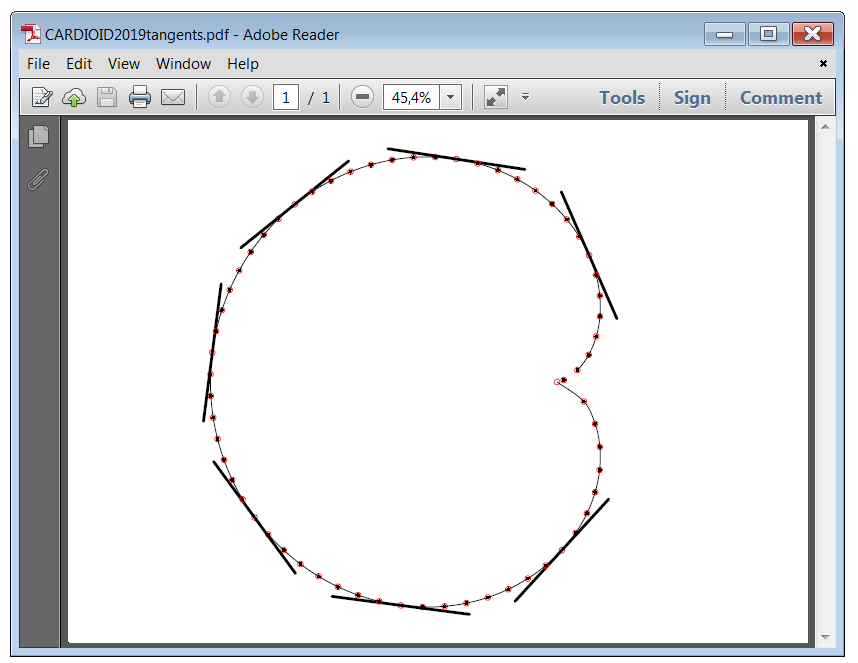 CARDIOID2019tangents.pdf - Adobe Reader
File Edit View Window Help
1 / 1 45,4% Tools Sign Comment